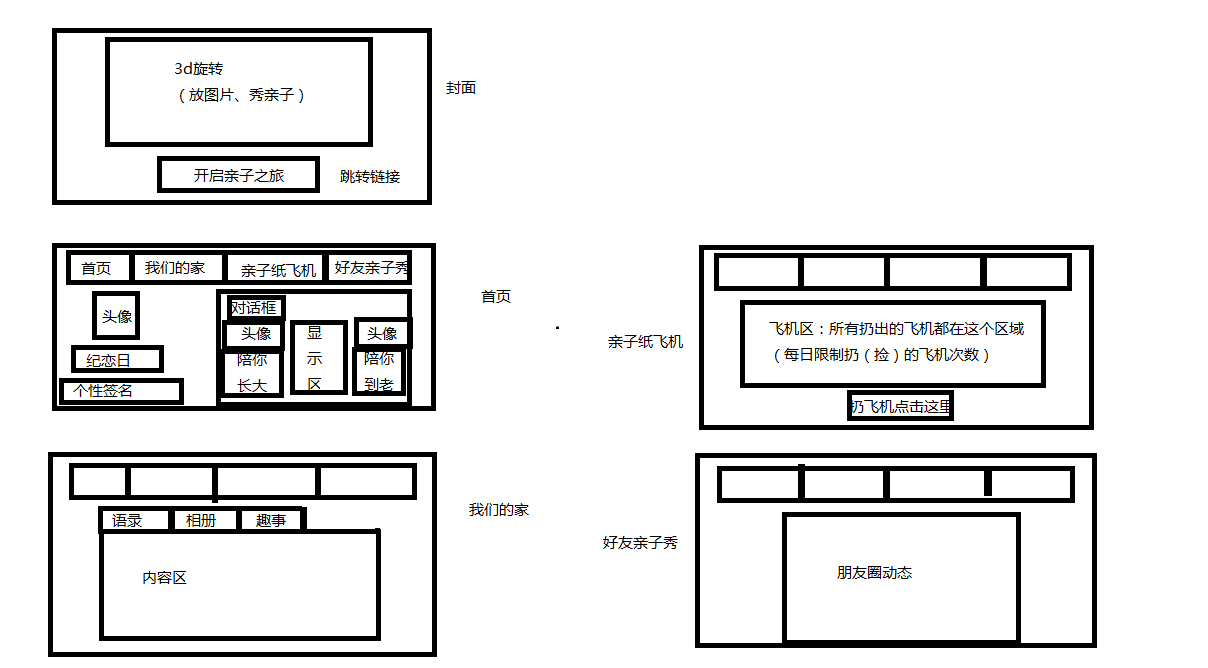 3d旋转
（放图片、秀亲子）
封面
开启亲子之旅
跳转链接
首页
我们的家
亲子纸飞机
好友亲子秀
头像
纪恋日
个性签名
对话框
头像
陪你
长大
显
示
区
头像
陪你
到老
首页
亲子纸飞机
飞机区：所有扔出的飞机都在这个区域
（每日限制扔（捡）的飞机次数）
扔飞机点击这里
语录
相册
趣事
内容区
我们的家
好友亲子秀
朋友圈动态